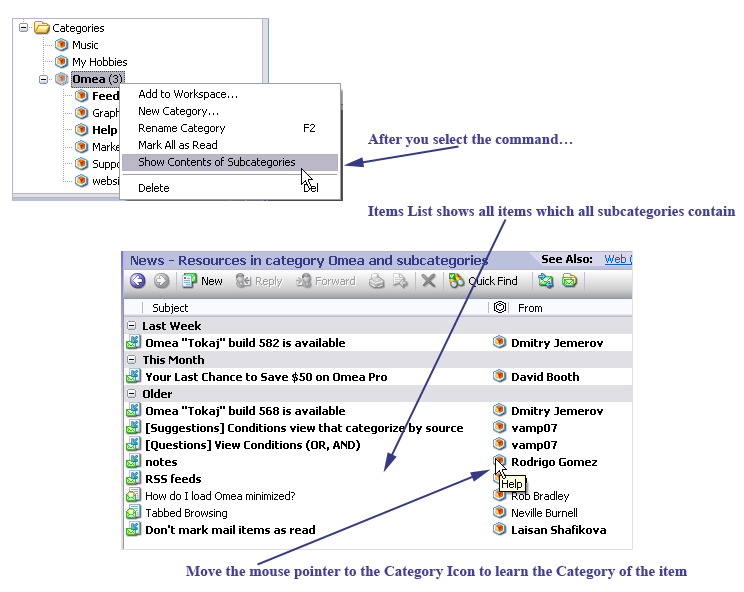 Categories
Music
My Hobbies
Omea (3)
Feed
Add to Workspace...
Grap
New Category...
Help
Rename Category F2
Marke
Mark All as Read
Suppo
Show Contents of Subcategories
websi
Delete Del
After you select the command…
Items List shows all items which all subcategories contain
News - Resources in category Omea and subcategories
See Also: Web
New Reply Forward Quick Find
Subject From
Last Week
Omea "Tokaj" build 582 is available Dmitry Jemerov
This Month
Your Last Chance to Save $50 on Omea Pro David Booth
Older
Omea "Tokaj" build 568 is available Dmitry Jemerov
[Suggestions] Conditions view that categorize by source vamp07
[Questions] View Conditions (OR, AND) vamp07
notes Rodrigo Gomez
RSS feeds
Help
How do I load Omea minimized? Rob Bradley
Tabbed Browsing Neville Burnell
Don't mark mail items as read Laisan Shafikova
Move the mouse pointer to the Category Icon to learn the Category of the item